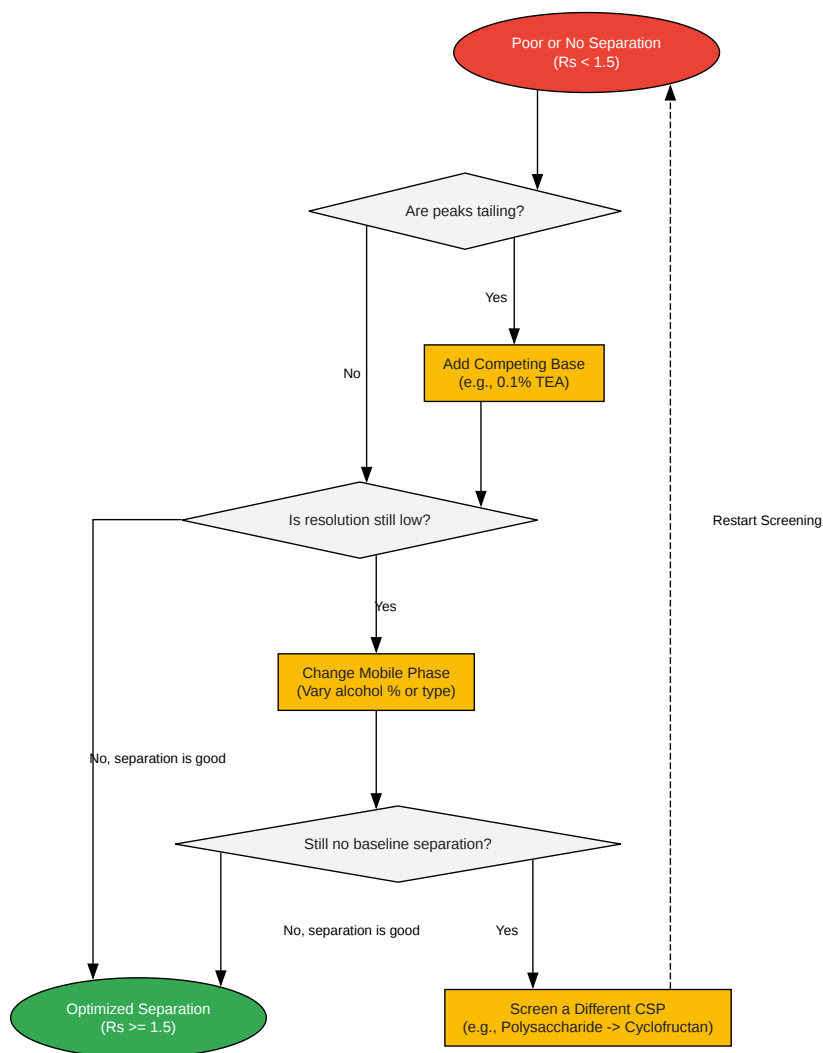 Poor or No Separation
(Rs < 1.5)
Are peaks tailing?
Yes
Add Competing Base
(e.g., 0.1% TEA)
No
Is resolution still low?
Restart Screening
Yes
Change Mobile Phase
(Vary alcohol % or type)
No, separation is good
Still no baseline separation?
No, separation is good
Yes
Optimized Separation
(Rs >= 1.5)
Screen a Different CSP
(e.g., Polysaccharide -> Cyclofructan)